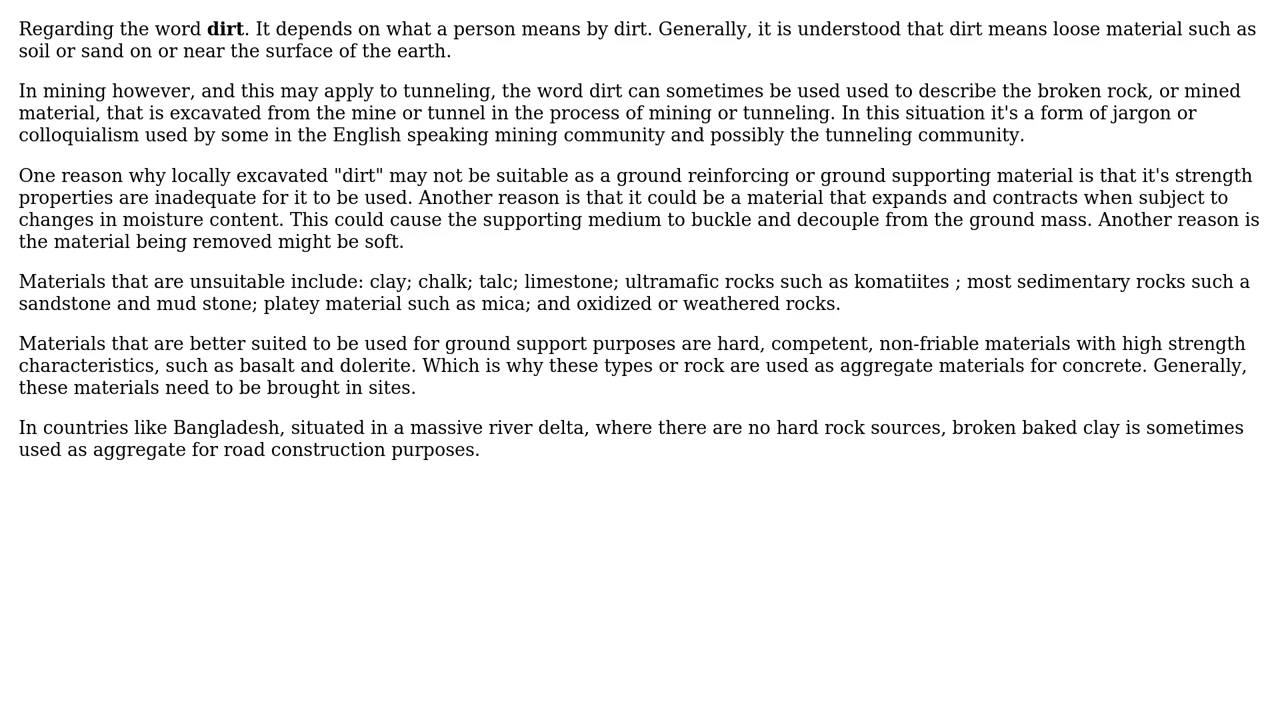 Regarding the word dirt. It depends on what a person means by dirt. Generally, it is understood that dirt means loose material such as
soil or sand on or near the surface of the earth.
In mining however, and this may apply to tunneling, the word dirt can sometimes be used used to describe the broken rock, or mined
material, that is excavated from the mine or tunnel in the process of mining or tunneling. In this situation it's a form of jargon or
colloquialism used by some in the English speaking mining community and possibly the tunneling community.
One reason why locally excavated "dirt" may not be suitable as a ground reinforcing or ground supporting material is that it's strength
properties are inadequate for it to be used. Another reason is that it could be a material that expands and contracts when subject to
changes in moisture content. This could cause the supporting medium to buckle and decouple from the ground mass. Another reason is
the material being removed might be soft.
Materials that are unsuitable include: clay; chalk; talc; limestone; ultramafic rocks such as komatiites ; most sedimentary rocks such a
sandstone and mud stone; platey material such as mica; and oxidized or weathered rocks.
Materials that are better suited to be used for ground support purposes are hard, competent, non-friable materials with high strength
characteristics, such as basalt and dolerite. Which is why these types or rock are used as aggregate materials for concrete. Generally,
these materials need to be brought in sites.
In countries like Bangladesh, situated in a massive river delta, where there are no hard rock sources, broken baked clay is sometimes
used as aggregate for road construction purposes.